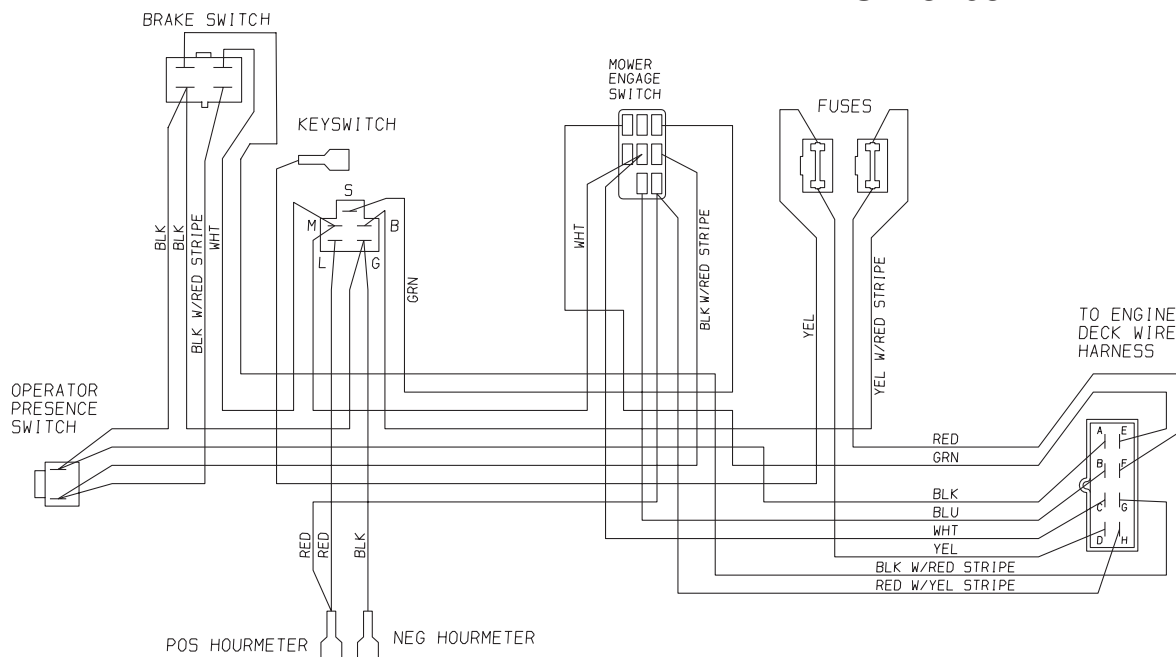 BRAKE SWITCH
MOWER
ENGAGE
SWITCH
FUSES
KEYSWITCH
S
M
B
L
G
BLK
BLK
BLK W/RED STRIPE
WHT
GRN
WHT
BLK W/RED STRIPE
YEL
YEL W/RED STRIPE
TO ENGINE
DECK WIRE
HARNESS
OPERATOR
PRESENCE
SWITCH
A E
B F
C G
D H
RED
GRN
BLK
BLU
WHT
YEL
BLK W/RED STRIPE
RED W/YEL STRIPE
RED
RED
BLK
POS HOURMETER
NEG HOURMETER